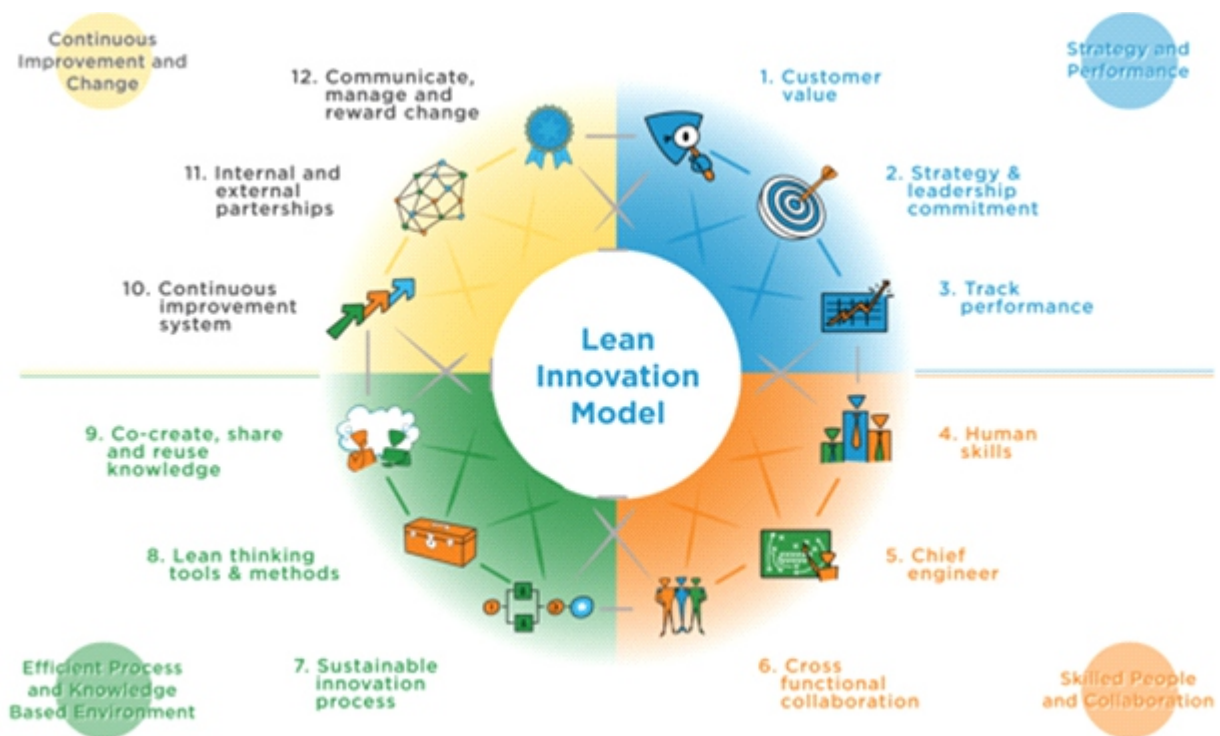 Continuous
Improvement and
Change
Strategy and
Performance
12. Communicate,
manage and
reward change
1. Customer
value
11. Internal and
external
parterships
2. Strategy &
leadership
commitment
10. Continuous
improvement
system
3. Track
performance
Lean
Innovation
Model
9. Co-create, share
and reuse
knowledge
4. Human
skills
8. Lean thinking
tools & methods
5. Chief
engineer
7. Sustainable
innovation
process
6. Cross
functional
collaboration
Efficient Process
and Knowledge
Based Environment
Skilled People
and Collaboration